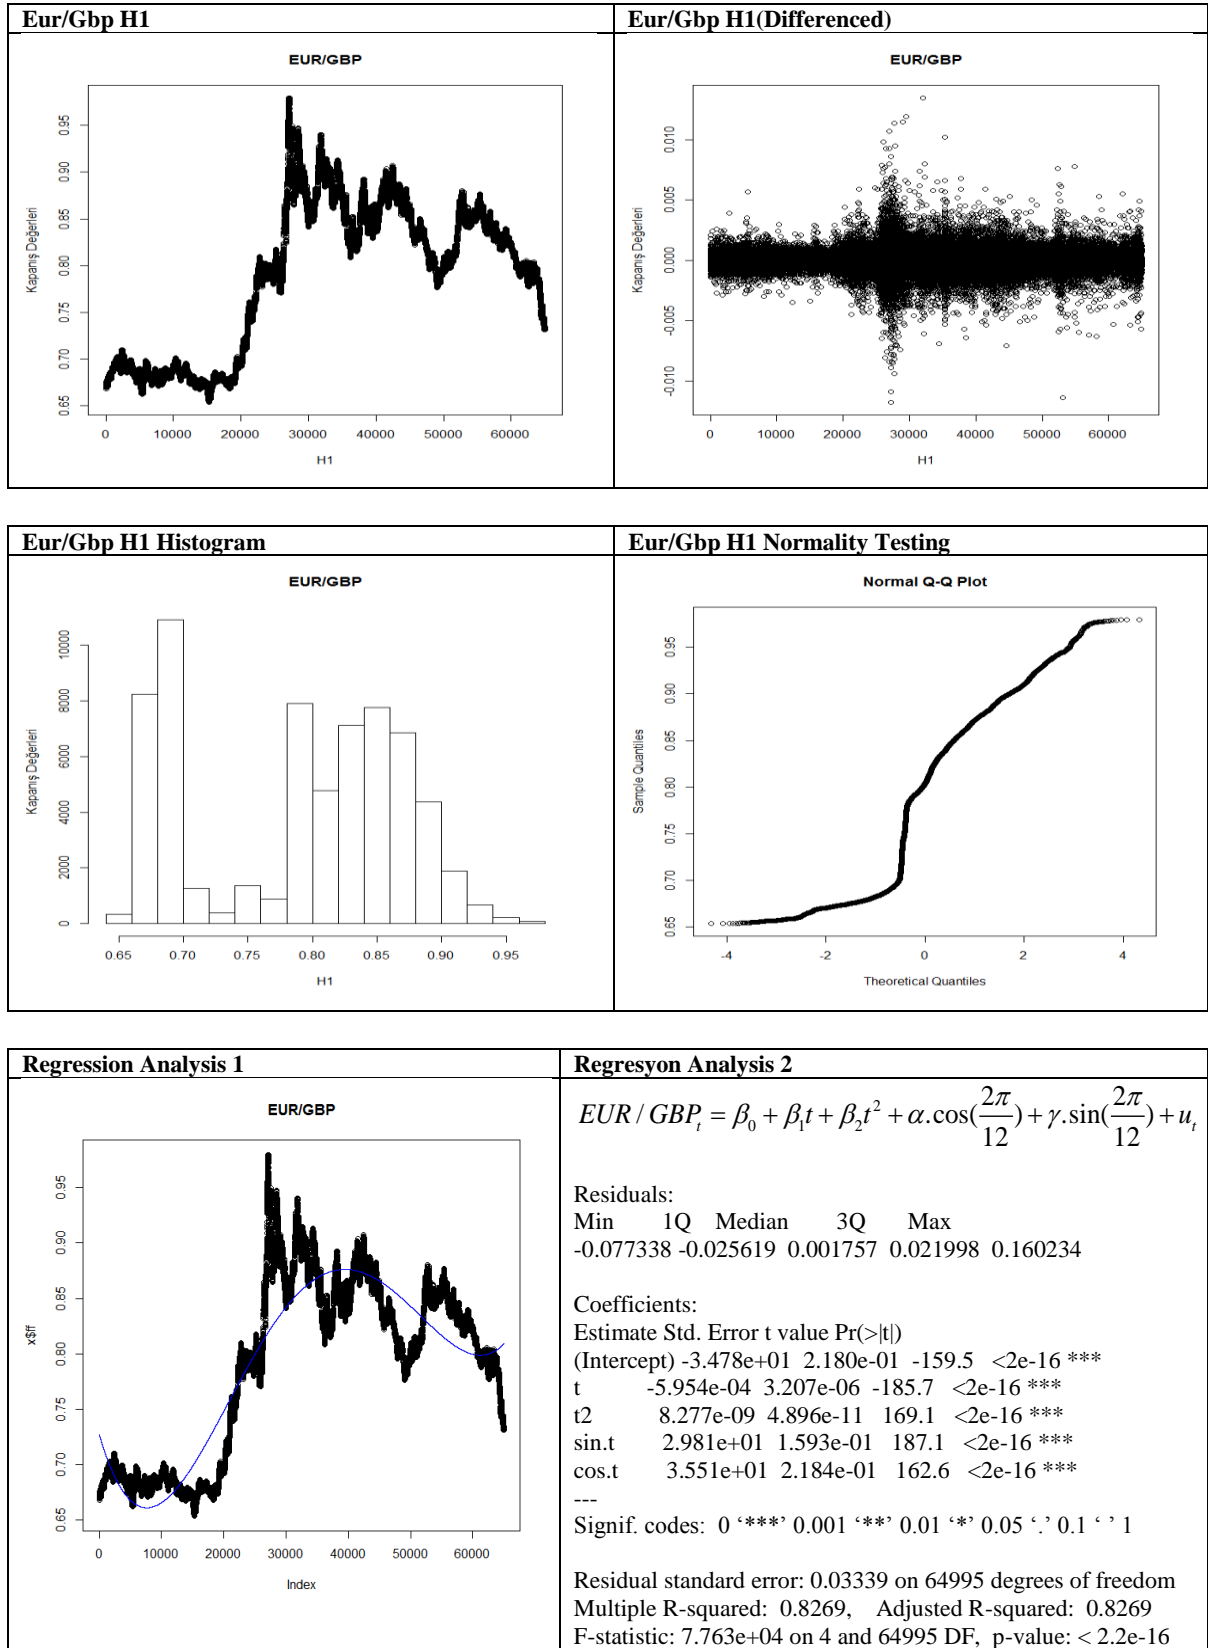 Eur/Gbp H1
EUR/GBP
Kapanış Değerleri
0.65 0.70 0.75 0.80 0.85 0.90 0.95
0 10000 20000 30000 40000 50000 60000
H1
Eur/Gbp H1(Differenced)
EUR/GBP
Kapanış Değerleri
-0.010 -0.005 0.000 0.005 0.010
0 10000 20000 30000 40000 50000 60000
H1
Eur/Gbp H1 Histogram
EUR/GBP
Kapanış Değerleri
0 2000 4000 6000 8000 10000
0.65 0.70 0.75 0.80 0.85 0.90 0.95
H1
Eur/Gbp H1 Normality Testing
Normal Q-Q Plot
Sample Quantiles
0.65 0.70 0.75 0.80 0.85 0.90 0.95
-4 -2 0 2 4
Theoretical Quantiles
Regression Analysis 1
EUR/GBP
x$ff
0.65 0.70 0.75 0.80 0.85 0.90 0.95
0 10000 20000 30000 40000 50000 60000
Index
Regresyon Analysis 2
EUR / GBP_t = β_0 + β_1 t + β_2 t^2 + α.cos(2π/12) + γ.sin(2π/12) + u_t
Residuals:
Min 1Q Median 3Q Max
-0.077338 -0.025619 0.001757 0.021998 0.160234
Coefficients:
Estimate Std. Error t value Pr(>|t|)
(Intercept) -3.478e+01 2.180e-01 -159.5 <2e-16 ***
t -5.954e-04 3.207e-06 -185.7 <2e-16 ***
t2 8.277e-09 4.896e-11 169.1 <2e-16 ***
sin.t 2.981e+01 1.593e-01 187.1 <2e-16 ***
cos.t 3.551e+01 2.184e-01 162.6 <2e-16 ***
---
Signif. codes: 0 ‘***’ 0.001 ‘**’ 0.01 ‘*’ 0.05 ‘.’ 0.1 ‘ ’ 1
Residual standard error: 0.03339 on 64995 degrees of freedom
Multiple R-squared: 0.8269, Adjusted R-squared: 0.8269
F-statistic: 7.763e+04 on 4 and 64995 DF, p-value: < 2.2e-16